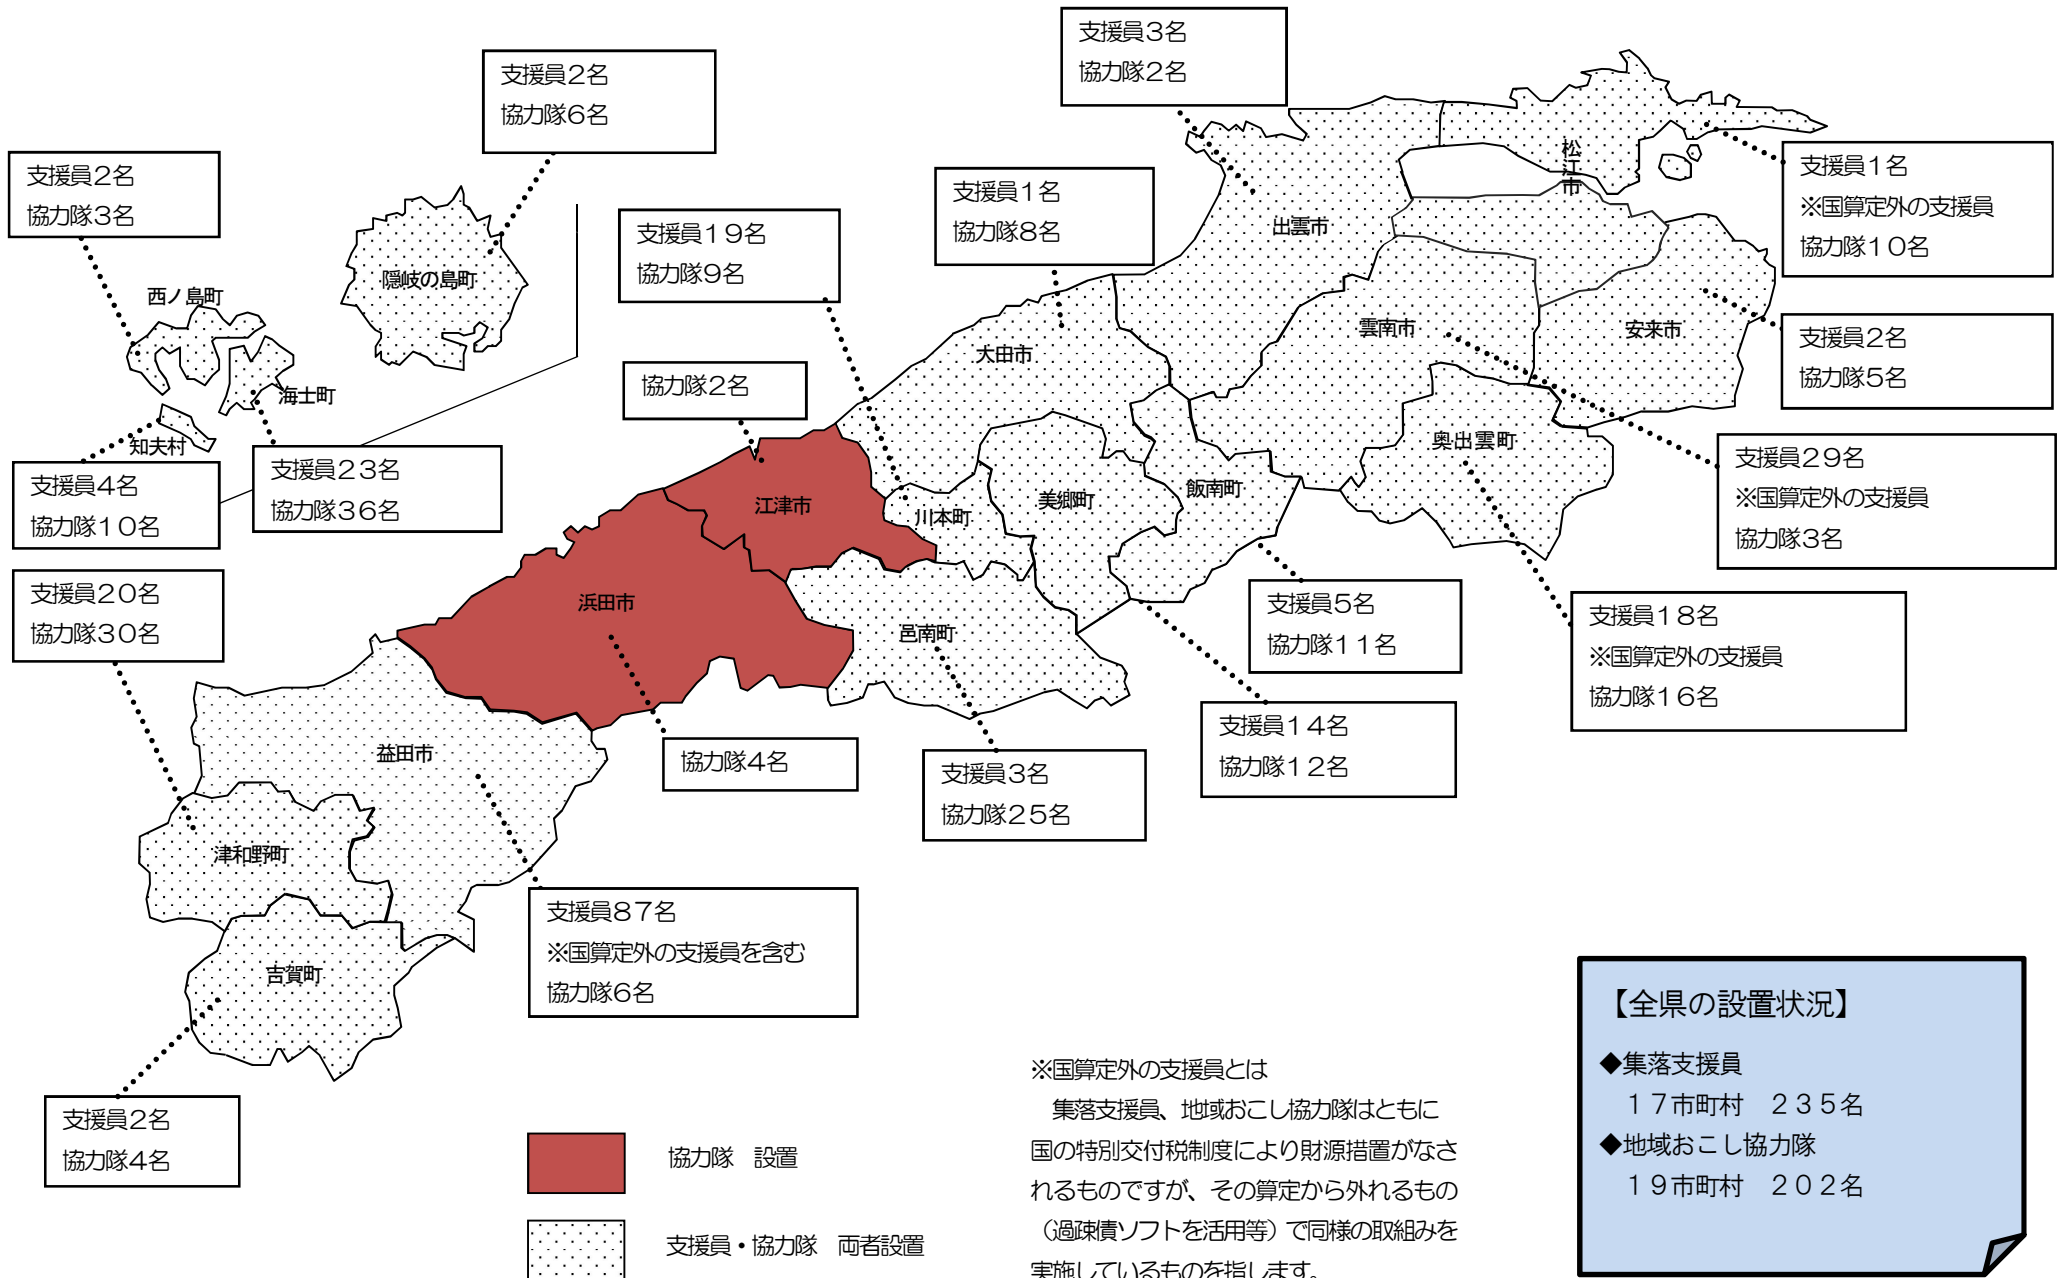 支援員3名
協力隊2名
支援員2名
協力隊6名
支援員2名
協力隊3名
支援員1名
協力隊8名
支援員1名
※国算定外の支援員
協力隊10名
支援員19名
協力隊9名
松江市
出雲市
隠岐の島町
西ノ島町
雲南市
安来市
大田市
支援員2名
協力隊5名
協力隊2名
海士町
知夫村
奥出雲町
支援員29名
※国算定外の支援員
協力隊3名
支援員4名
協力隊10名
支援員23名
協力隊36名
江津市
川本町
美郷町
飯南町
支援員20名
協力隊30名
浜田市
邑南町
支援員5名
協力隊11名
支援員18名
※国算定外の支援員
協力隊16名
支援員14名
協力隊12名
益田市
協力隊4名
支援員3名
協力隊25名
津和野町
支援員87名
※国算定外の支援員を含む
協力隊6名
吉賀町
支援員2名
協力隊4名
協力隊 設置
支援員・協力隊 両者設置
※国算定外の支援員とは
集落支援員、地域おこし協力隊はともに
国の特別交付税制度により財源措置がなさ
れるものですが、その算定から外れるもの
(過疎債ソフトを活用等)で同様の取組みを
実施しているものを指します。
【全県の設置状況】
◆集落支援員
17市町村 235名
◆地域おこし協力隊
19市町村 202名